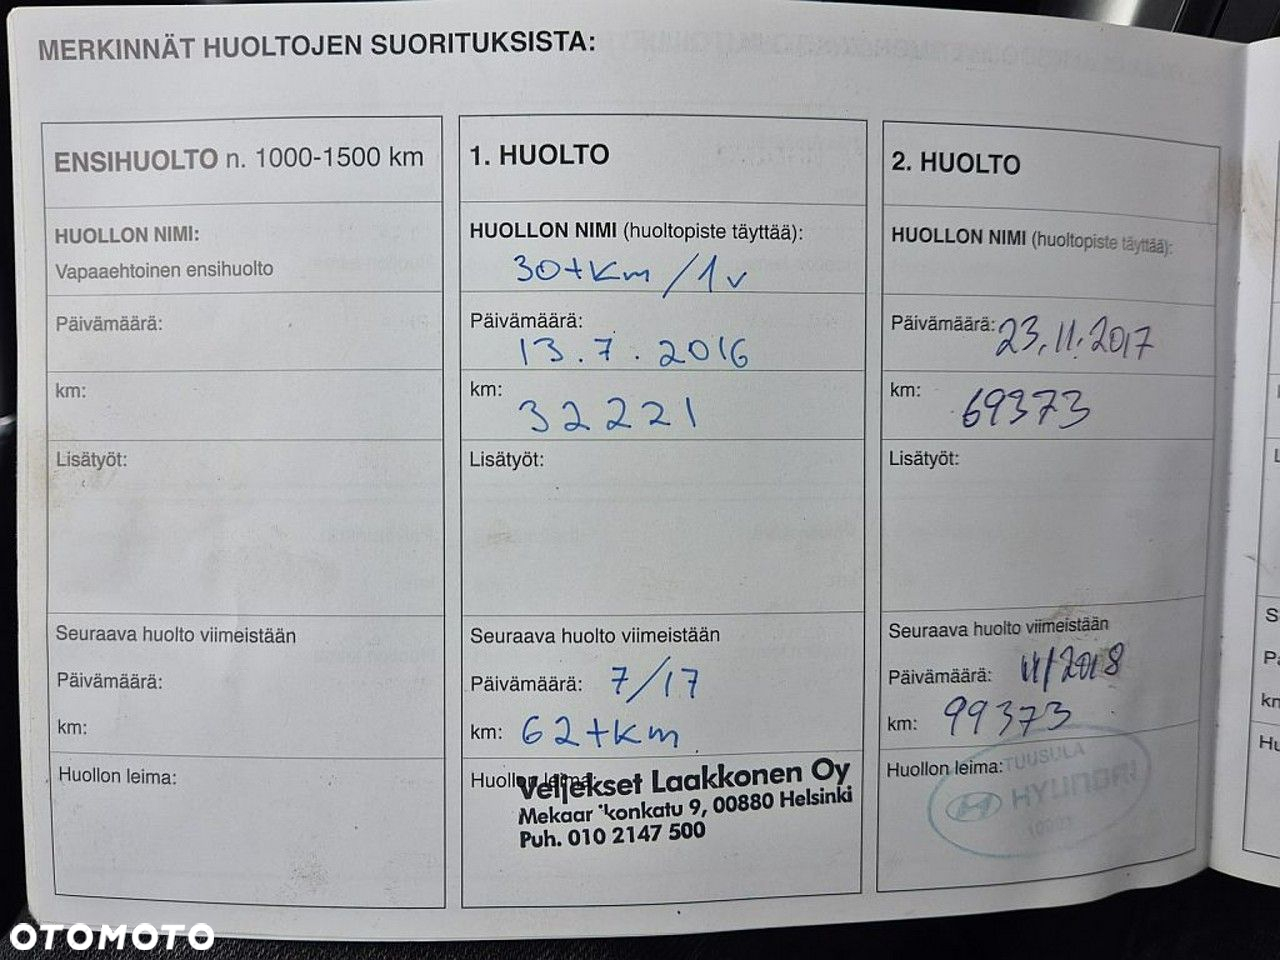 MERKINNÄT HUOLTOJEN SUORITUKSISTA:
ENSIHUOLTO n. 1000-1500 km
HUOLLON NIMI:
Vapaaehtoinen ensihuolto
Päivämäärä:
km:
Lisätyöt:
Seuraava huolto viimeistään
Päivämäärä:
km:
Huollon leima:
1. HUOLTO
HUOLLON NIMI (huoltopiste täyttää):
30tkm/1v
Päivämäärä:
13.7.2016
km:
32221
Lisätyöt:
Seuraava huolto viimeistään
Päivämäärä: 7/17
km: 62tkm
Huollon leima:
Veljekset Laakkonen Oy
Mekaanikonkatu 9, 00880 Helsinki
Puh. 010 2147 500
2. HUOLTO
HUOLLON NIMI (huoltopiste täyttää):
Päivämäärä: 23.11.2017
km: 69373
Lisätyöt:
Seuraava huolto viimeistään
Päivämäärä: 11/2018
km: 99373
Huollon leima:
TUUSULA
HYUNDAI
OTOMOTO